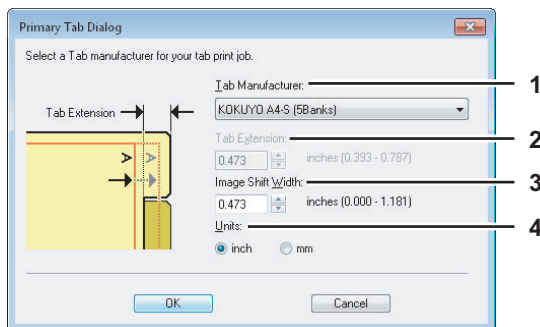 Primary Tab Dialog
Select a Tab manufacturer for your tab print job.
Tab Manufacturer: 1
KOKUYO A4-S (5Banks)
Tab Extension
Tab Extension: 2
0.473 inches (0.393 - 0.787)
A A
Image Shift Width: 3
0.473 inches (0.000 - 1.181)
Units: 4
inch mm
OK Cancel